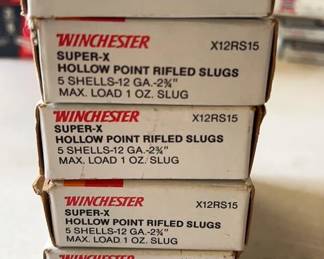 WINCHESTER X12RS15
SUPER-X
HOLLOW POINT RIFLED SLUGS
5 SHELLS-12 GA.-2¾"
MAX. LOAD 1 OZ. SLUG
WINCHESTER X12RS15
SUPER-X
HOLLOW POINT RIFLED SLUGS
5 SHELLS-12 GA.-2¾"
MAX. LOAD 1 OZ. SLUG
WINCHESTER X12RS15
SUPER-X
HOLLOW POINT RIFLED SLUGS
5 SHELLS-12 GA.-2¾"
MAX. LOAD 1 OZ. SLUG
WINCHESTER